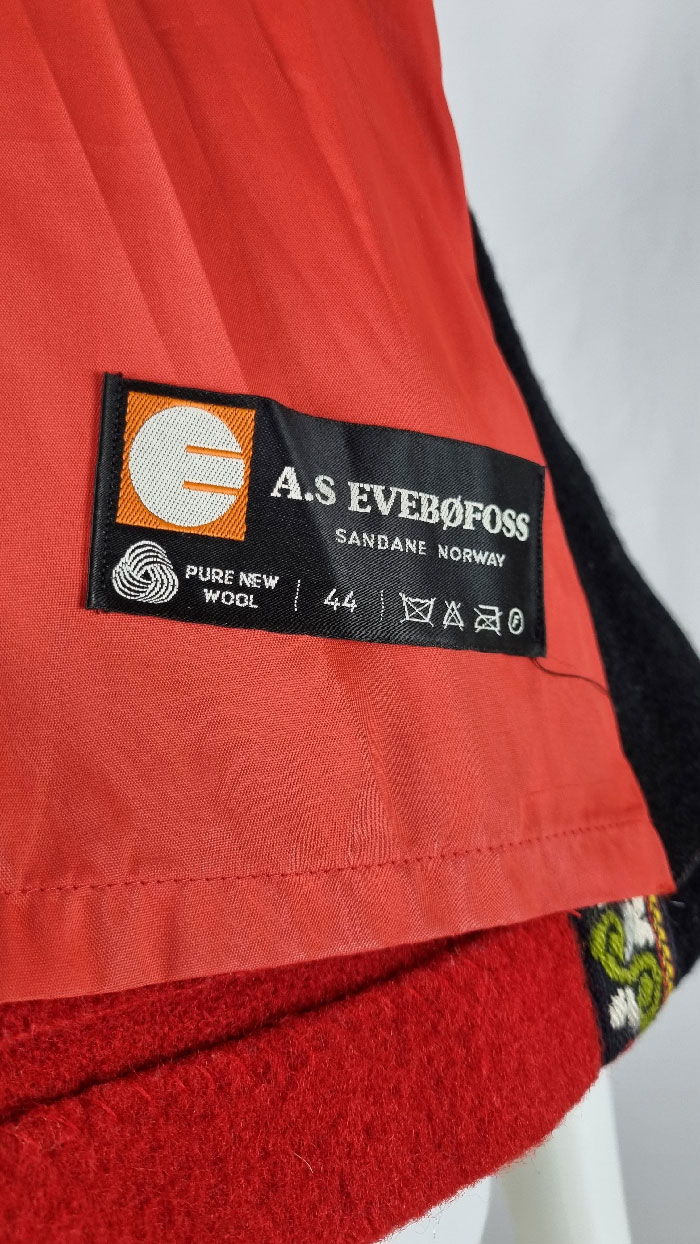 A.S EVEBØFOSS
SANDANE NORWAY
PURE NEW
WOOL
44
F